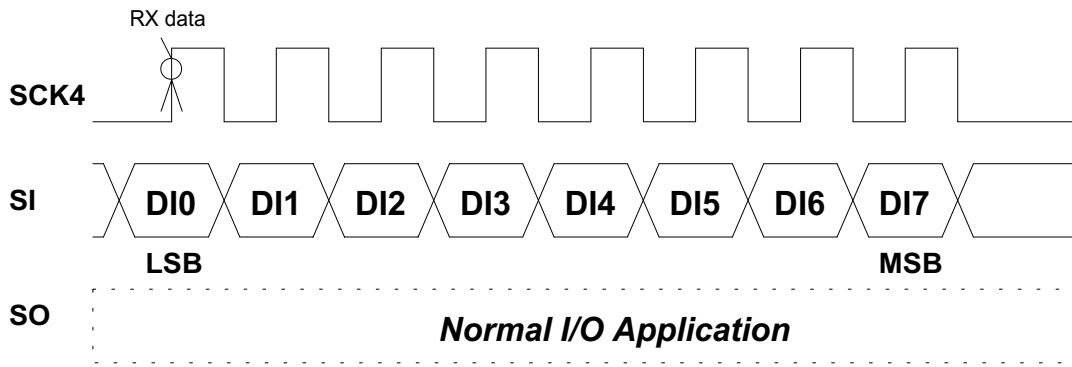 RX data
SCK4
SI DI0 DI1 DI2 DI3 DI4 DI5 DI6 DI7
LSB MSB
SO Normal I/O Application